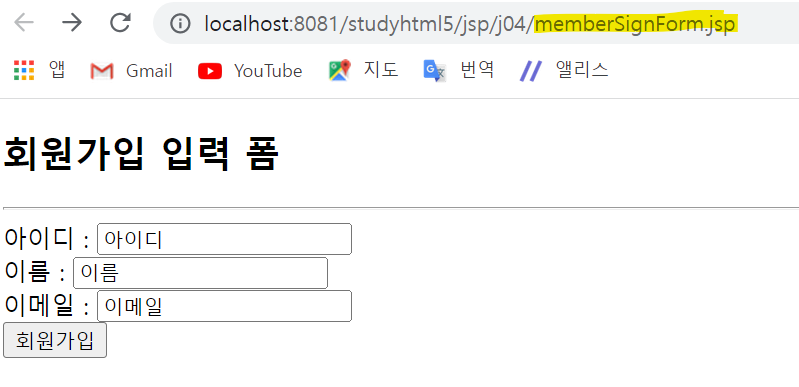 localhost:8081/studyhtml5/jsp/j04/memberSignForm.jsp
앱 Gmail YouTube 지도 번역 앨리스
회원가입 입력 폼
아이디 : 아이디
이름 : 이름
이메일 : 이메일
회원가입